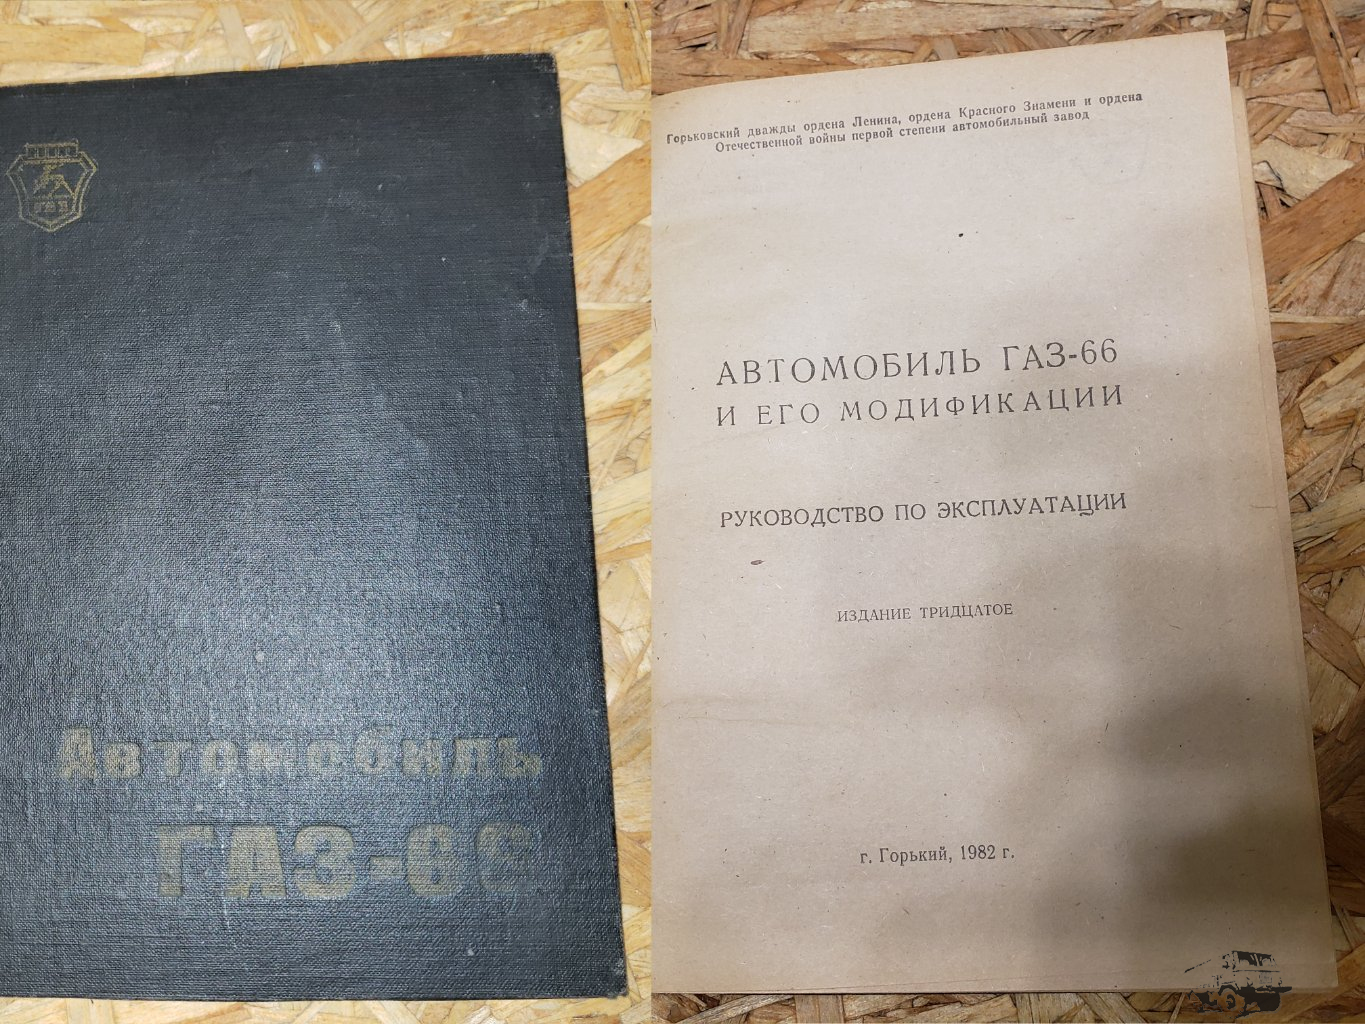 ГАЗ
Автомобиль
ГАЗ-66
Горьковский дважды ордена Ленина, ордена Красного Знамени и ордена
Отечественной войны первой степени автомобильный завод
АВТОМОБИЛЬ ГАЗ-66
И ЕГО МОДИФИКАЦИИ
РУКОВОДСТВО ПО ЭКСПЛУАТАЦИИ
ИЗДАНИЕ ТРИДЦАТОЕ
г. Горький, 1982 г.